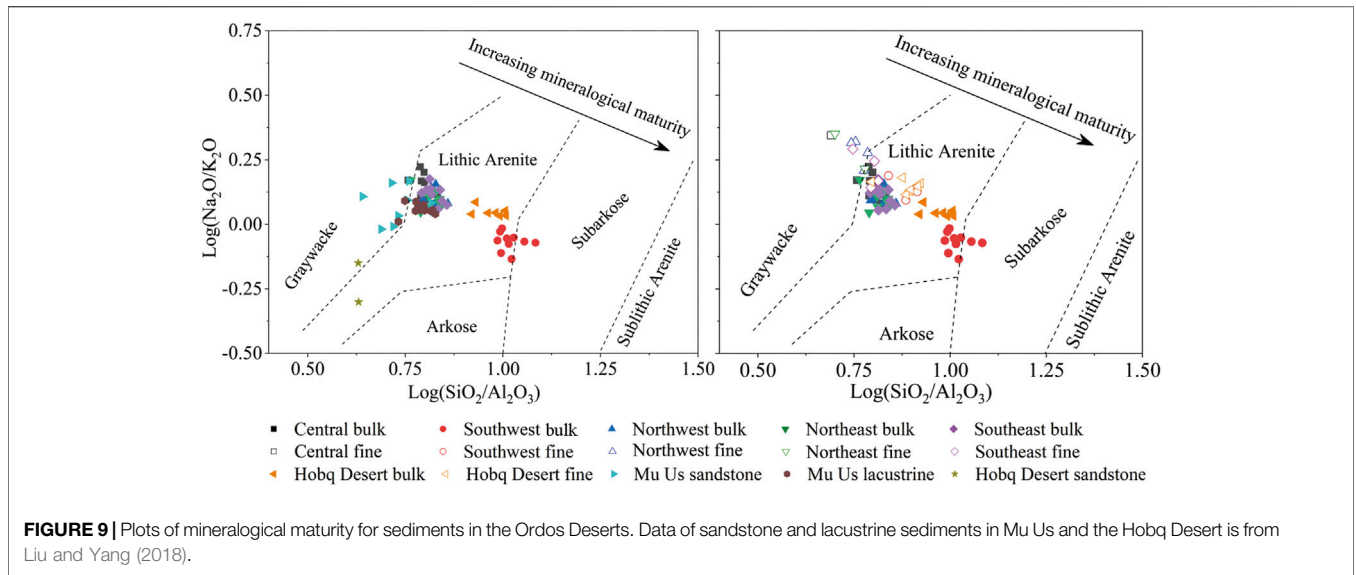 0.75
0.50
0.25
0.00
-0.25
-0.50
Log(Na₂O/K₂O)
Increasing mineralogical maturity
Lithic Arenite
Graywacke
Subarkose
Arkose
Sublithic Arenite
0.50 0.75 1.00 1.25 1.50
Log(SiO₂/Al₂O₃)
Increasing mineralogical maturity
Lithic Arenite
Graywacke
Subarkose
Arkose
Sublithic Arenite
0.50 0.75 1.00 1.25 1.50
Log(SiO₂/Al₂O₃)
Central bulk Southwest bulk Northwest bulk Northeast bulk Southeast bulk
Central fine Southwest fine Northwest fine Northeast fine Southeast fine
Hobq Desert bulk Hobq Desert fine Mu Us sandstone Mu Us lacustrine Hobq Desert sandstone
FIGURE 9 | Plots of mineralogical maturity for sediments in the Ordos Deserts. Data of sandstone and lacustrine sediments in Mu Us and the Hobq Desert is from
Liu and Yang (2018).